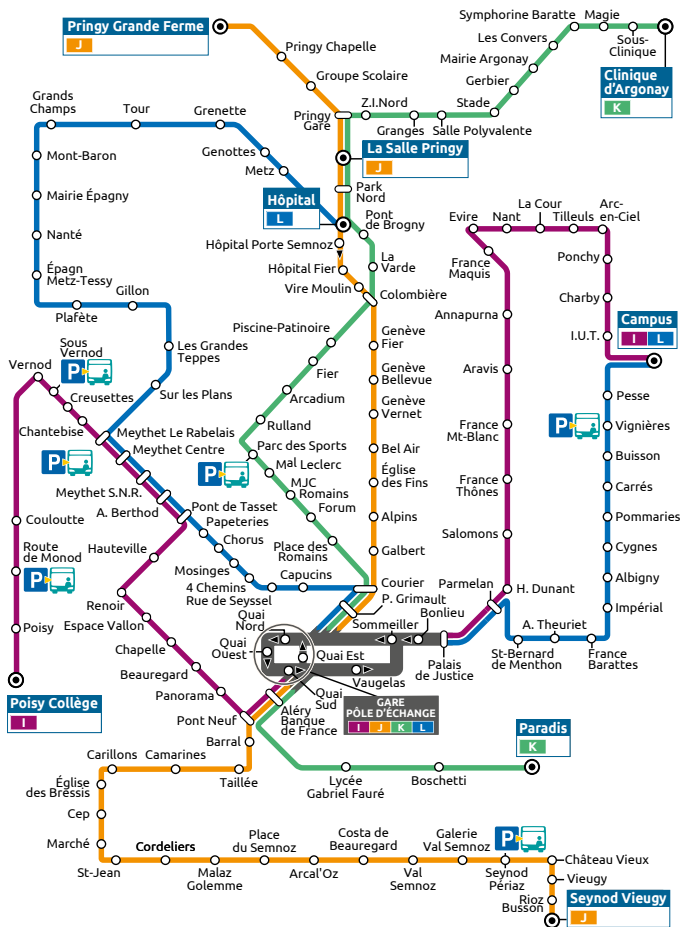 Pringy Grande Ferme
J
Pringy Chapelle
Groupe Scolaire
Pringy
Gare
Symphorine Baratte
Magie
Les Convers
Sous-
Clinique
Mairie Argonay
Gerbier
Stade
Clinique
d'Argonay
K
Z.I.Nord
Granges
Salle Polyvalente
La Salle Pringy
J
Park
Nord
Grands
Champs
Tour
Grenette
Genottes
Metz
Mont-Baron
Mairie Épagny
Nanté
Épagn
Metz-Tessy
Plafète
Gillon
Les Grandes
Teppes
Sur les Plans
Hôpital
L
Pont
de Brogny
Hôpital Porte Semnoz
Hôpital Fier
Vire Moulin
La
Varde
Colombière
Piscine-Patinoire
Fier
Arcadium
Rulland
Parc des Sports
Mal Leclerc
MJC
Romains
Forum
Place des
Romains
Genève
Fier
Genève
Bellevue
Genève
Vernet
Bel Air
Église
des Fins
Alpins
Galbert
Courier
P. Grimault
Evire
Nant
La Cour
Tilleuls
Arc-
en-Ciel
France
Maquis
Ponchy
Charby
I.U.T.
Campus
I
L
Annapurna
Aravis
France
Mt-Blanc
France
Thônes
Salomons
Parmelan
H. Dunant
Pesse
P
Vignières
Buisson
Carrés
Pommaries
Cygnes
Albigny
Impérial
A. Theuriet
St-Bernard
de Menthon
France
Barattes
Sous
Vernod
P
Vernod
Creusettes
Chantebise
Meythet Le Rabelais
Meythet Centre
P
P
Meythet S.N.R.
A. Berthod
Pont de Tasset
Papeteries
Chorus
Mosinges
4 Chemins
Rue de Seyssel
Capucins
Couloutte
Route
de Monod
P
Poisy
Poisy Collège
I
Hauteville
Renoir
Espace Vallon
Chapelle
Beauregard
Panorama
Pont Neuf
Quai
Nord
Quai
Ouest
Quai Est
Quai
Sud
Sommeiller
Bonlieu
Palais
de Justice
Vaugelas
GARE
PÔLE D'ÉCHANGE
I
J
K
L
Aléry
Banque
de France
Paradis
K
Lycée
Gabriel Fauré
Boschetti
Barral
Carillons
Camarines
Taillée
Église
des Bressis
Cep
Marché
St-Jean
Cordeliers
Malaz
Golemme
Place
du Semnoz
Arcal'Oz
Costa de
Beauregard
Val
Semnoz
Galerie
Val Semnoz
P
Seynod
Périaz
Château Vieux
Vieugy
Rioz
Busson
Seynod Vieugy
J